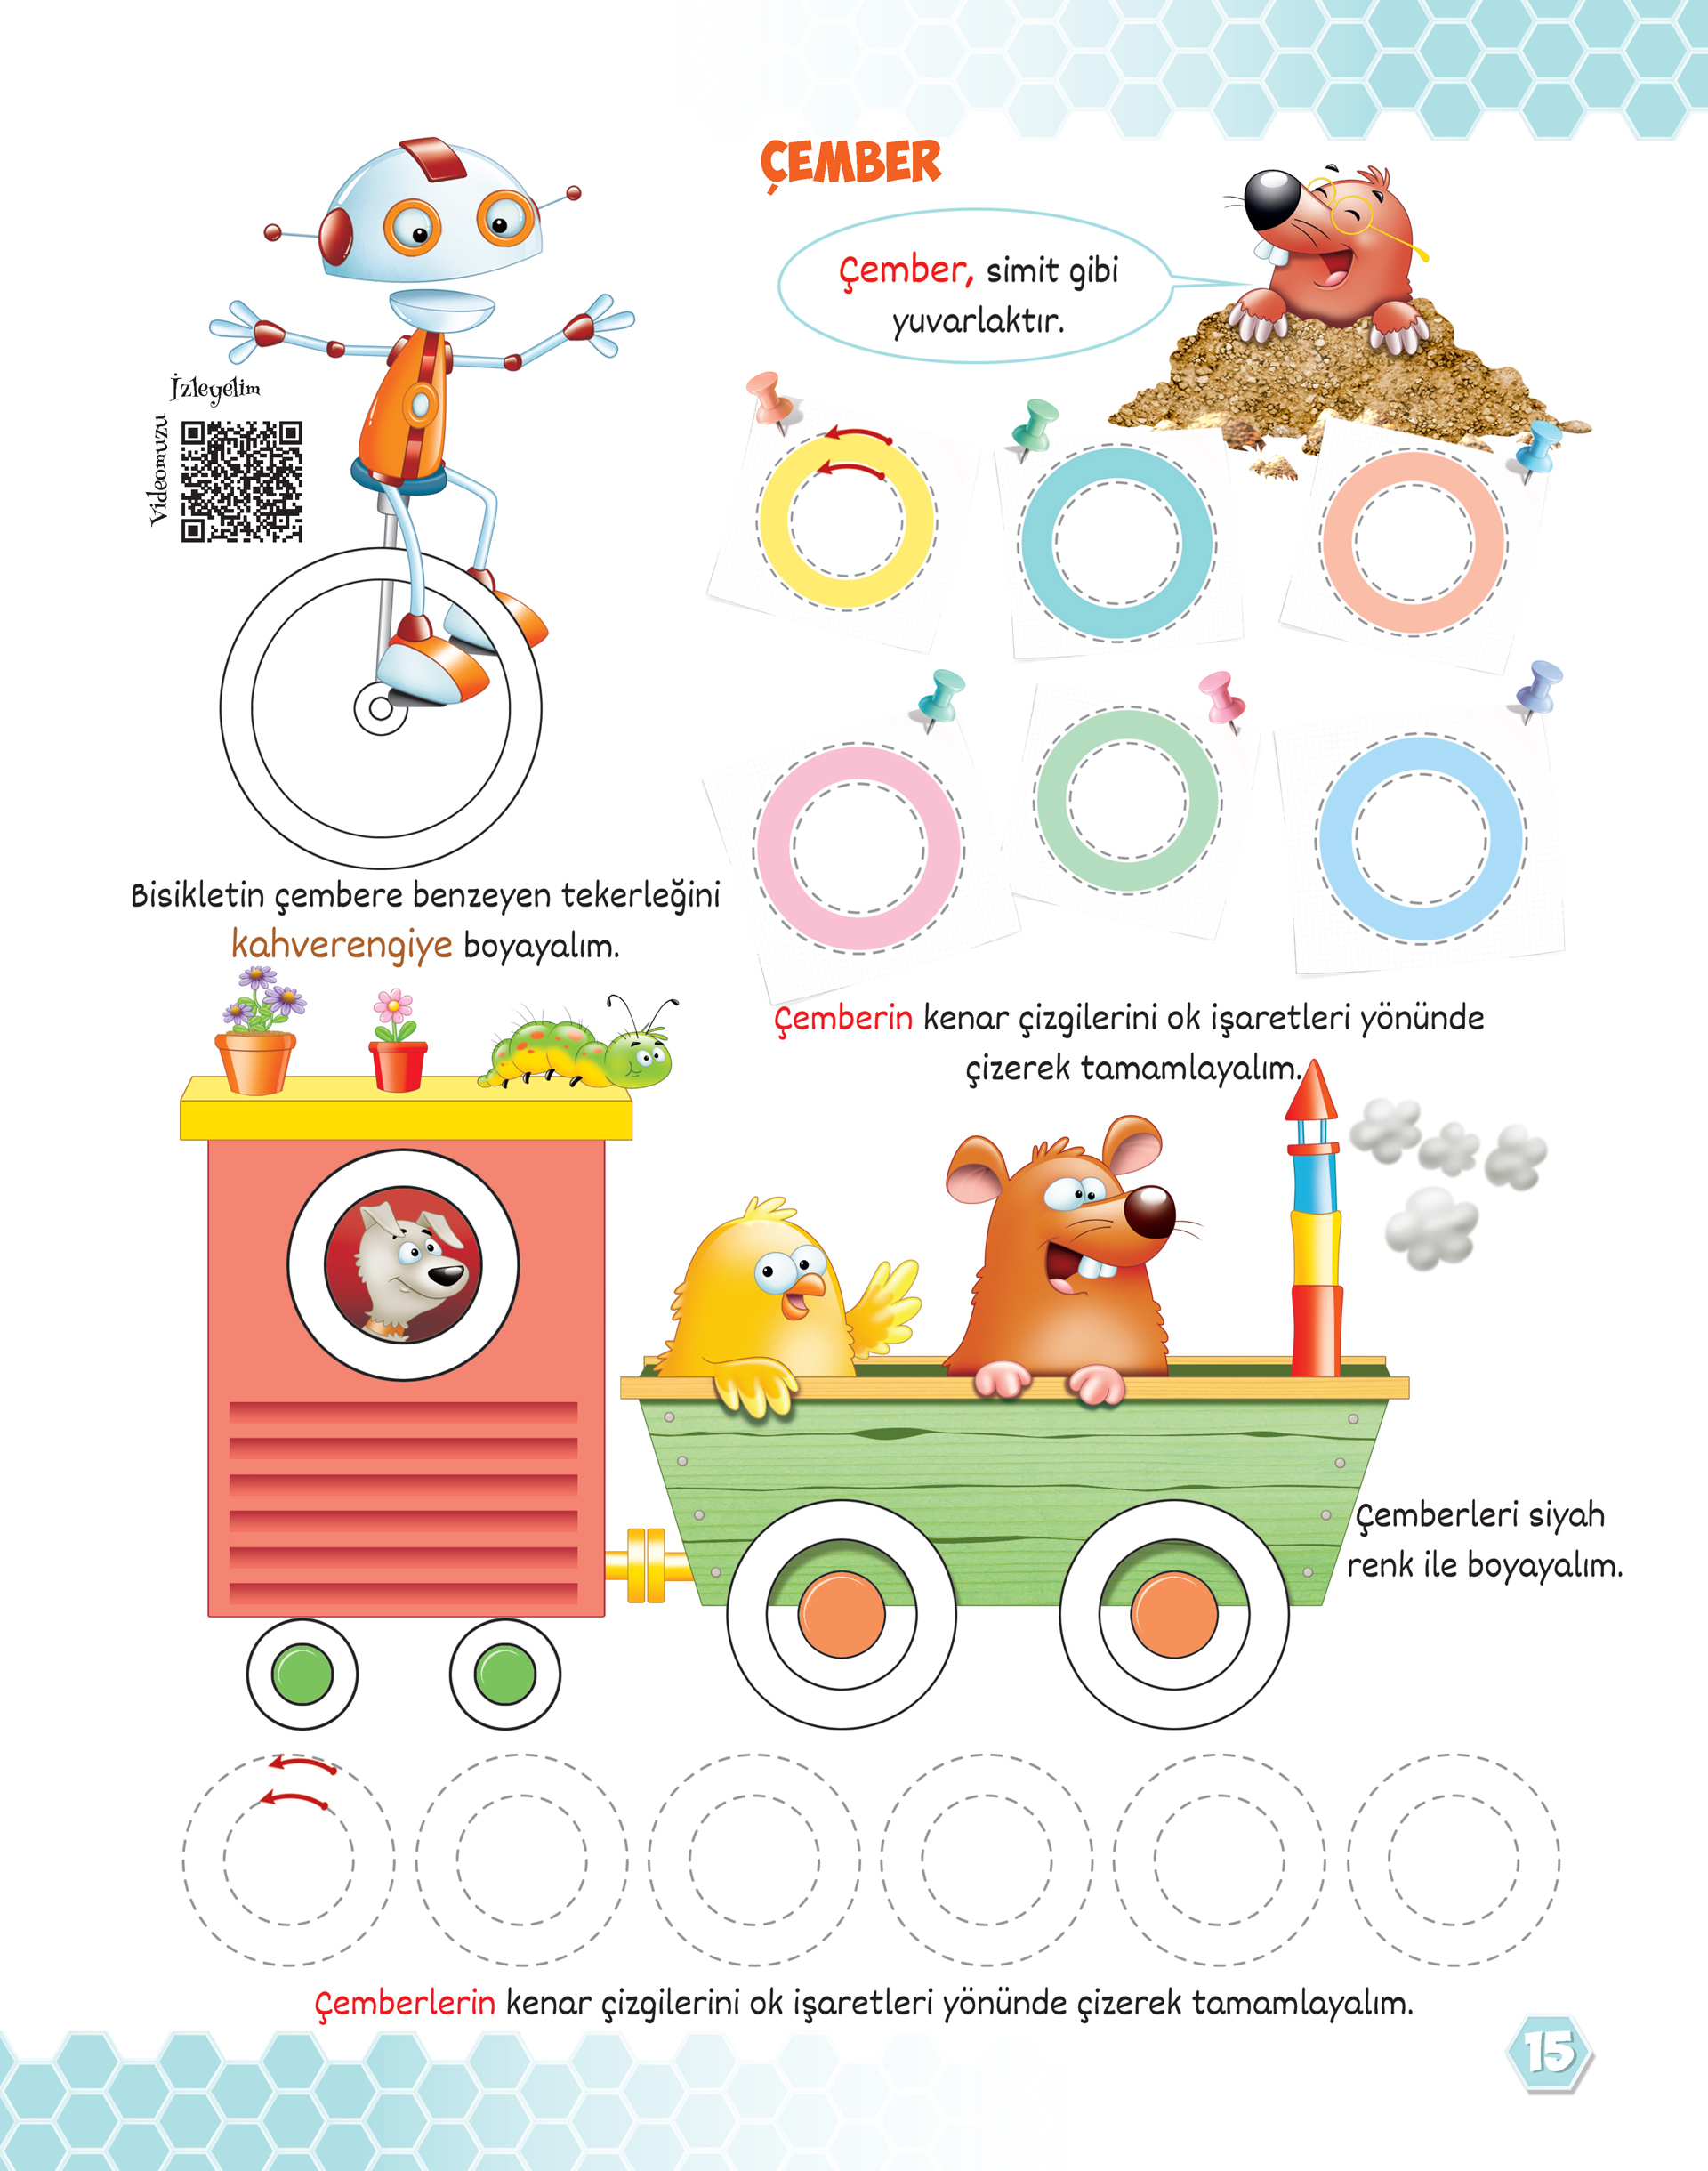 ÇEMBER
Çember, simit gibi
yuvarlaktır.
İzleyelim
Videomuzu
Bisikletin çembere benzeyen tekerleğini
kahverengiye boyayalım.
Çemberin kenar çizgilerini ok işaretleri yönünde
çizerek tamamlayalım.
Çemberleri siyah
renk ile boyayalım.
Çemberlerin kenar çizgilerini ok işaretleri yönünde çizerek tamamlayalım.
15